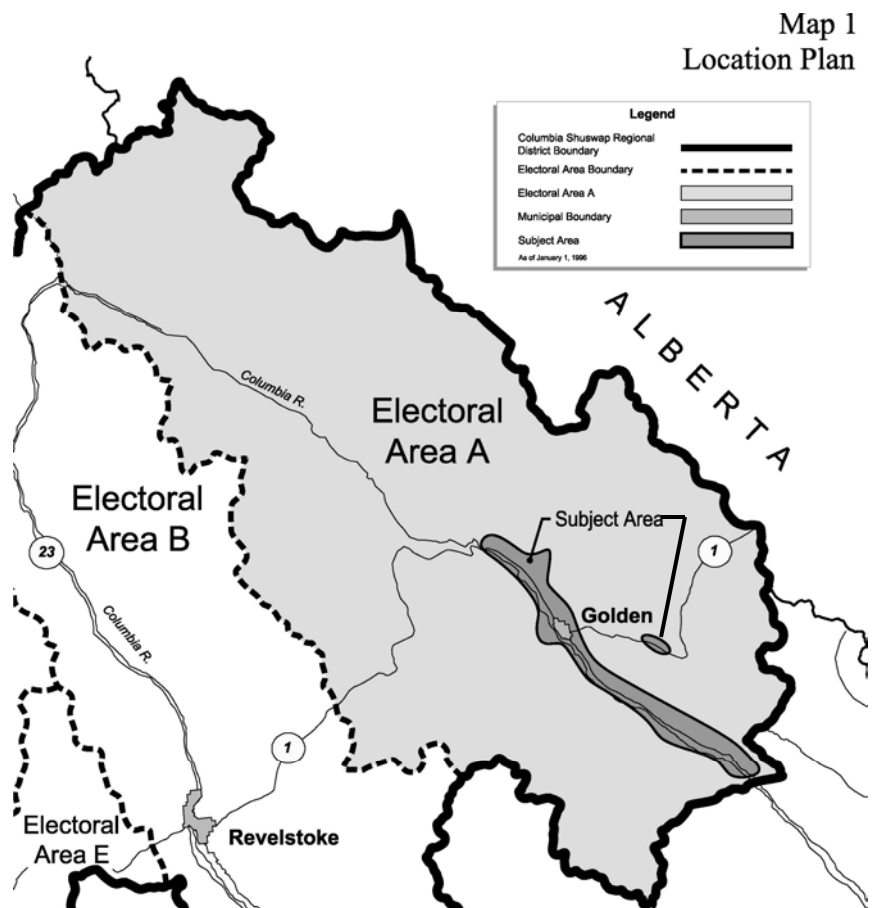 Map 1
Location Plan
Legend
Columbia Shuswap Regional
District Boundary
Electoral Area Boundary
Electoral Area A
Municipal Boundary
Subject Area
As of January 1, 1996
ALBERTA
Columbia R.
Electoral
Area A
Electoral
Area B
Subject Area
23
1
Golden
Columbia R.
1
Electoral
Area E
Revelstoke